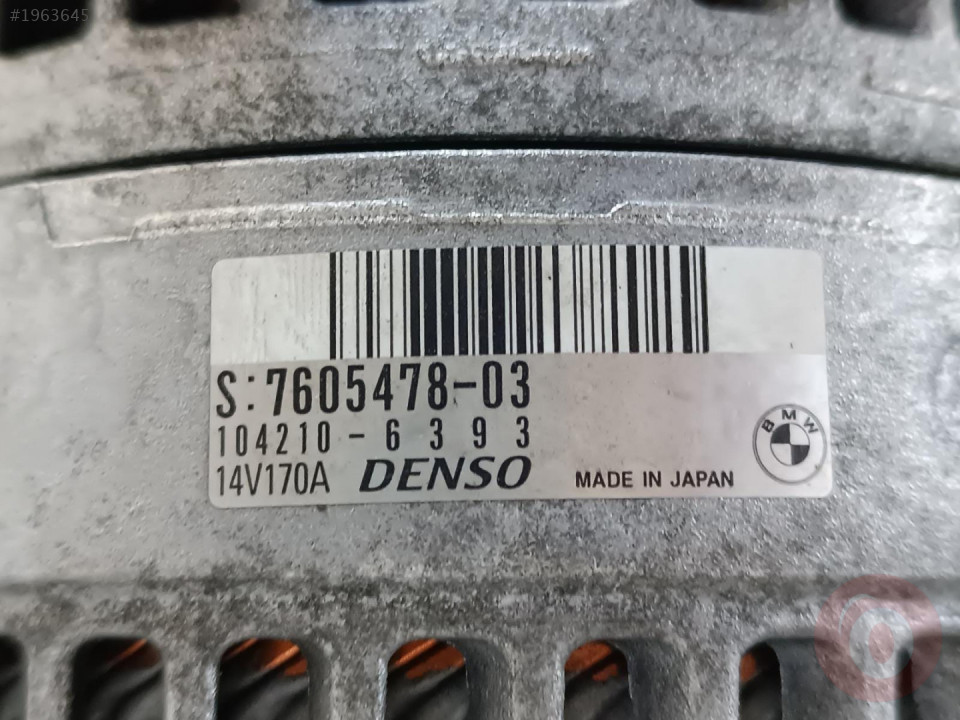 #1963645
S:7605478-03
104210-6393
14V170A DENSO MADE IN JAPAN
BMW